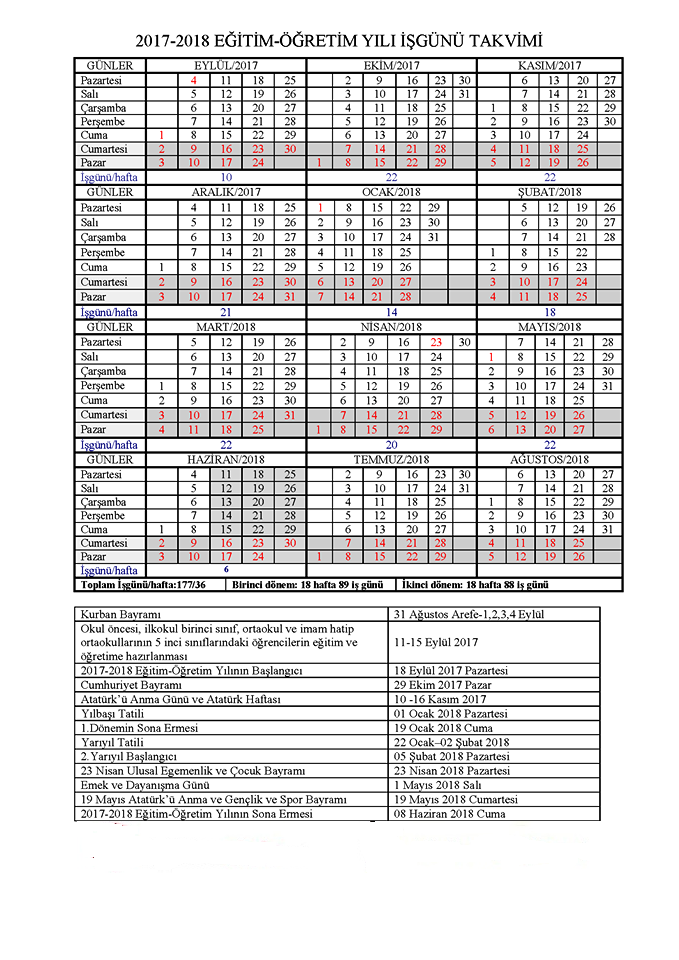 2017-2018 EĞİTİM-ÖĞRETİM YILI İŞGÜNÜ TAKVİMİ
GÜNLER EYLÜL/2017 EKİM/2017 KASIM/2017
Pazartesi 4 11 18 25 2 9 16 23 30 6 13 20 27
Salı 5 12 19 26 3 10 17 24 31 7 14 21 28
Çarşamba 6 13 20 27 4 11 18 25 1 8 15 22 29
Perşembe 7 14 21 28 5 12 19 26 2 9 16 23 30
Cuma 1 8 15 22 29 6 13 20 27 3 10 17 24
Cumartesi 2 9 16 23 30 7 14 21 28 4 11 18 25
Pazar 3 10 17 24 1 8 15 22 29 5 12 19 26
İşgünü/hafta 10 22 22
GÜNLER ARALIK/2017 OCAK/2018 ŞUBAT/2018
Pazartesi 4 11 18 25 1 8 15 22 29 5 12 19 26
Salı 5 12 19 26 2 9 16 23 30 6 13 20 27
Çarşamba 6 13 20 27 3 10 17 24 31 7 14 21 28
Perşembe 7 14 21 28 4 11 18 25 1 8 15 22
Cuma 1 8 15 22 29 5 12 19 26 2 9 16 23
Cumartesi 2 9 16 23 30 6 13 20 27 3 10 17 24
Pazar 3 10 17 24 31 7 14 21 28 4 11 18 25
İşgünü/hafta 21 14 18
GÜNLER MART/2018 NİSAN/2018 MAYIS/2018
Pazartesi 5 12 19 26 2 9 16 23 30 7 14 21 28
Salı 6 13 20 27 3 10 17 24 1 8 15 22 29
Çarşamba 7 14 21 28 4 11 18 25 2 9 16 23 30
Perşembe 1 8 15 22 29 5 12 19 26 3 10 17 24 31
Cuma 2 9 16 23 30 6 13 20 27 4 11 18 25
Cumartesi 3 10 17 24 31 7 14 21 28 5 12 19 26
Pazar 4 11 18 25 1 8 15 22 29 6 13 20 27
İşgünü/hafta 22 20 22
GÜNLER HAZİRAN/2018 TEMMUZ/2018 AĞUSTOS/2018
Pazartesi 4 11 18 25 2 9 16 23 30 6 13 20 27
Salı 5 12 19 26 3 10 17 24 31 7 14 21 28
Çarşamba 6 13 20 27 4 11 18 25 1 8 15 22 29
Perşembe 7 14 21 28 5 12 19 26 2 9 16 23 30
Cuma 1 8 15 22 29 6 13 20 27 3 10 17 24 31
Cumartesi 2 9 16 23 30 7 14 21 28 4 11 18 25
Pazar 3 10 17 24 1 8 15 22 29 5 12 19 26
İşgünü/hafta 6
Toplam İşgünü/hafta:177/36 Birinci dönem: 18 hafta 89 iş günü İkinci dönem: 18 hafta 88 iş günü
Kurban Bayramı 31 Ağustos Arefe-1,2,3,4 Eylül
Okul öncesi, ilkokul birinci sınıf, ortaokul ve imam hatip
ortaokullarının 5 inci sınıflarındaki öğrencilerin eğitim ve 11-15 Eylül 2017
öğretime hazırlanması
2017-2018 Eğitim-Öğretim Yılının Başlangıcı 18 Eylül 2017 Pazartesi
Cumhuriyet Bayramı 29 Ekim 2017 Pazar
Atatürk’ü Anma Günü ve Atatürk Haftası 10 -16 Kasım 2017
Yılbaşı Tatili 01 Ocak 2018 Pazartesi
1.Dönemin Sona Ermesi 19 Ocak 2018 Cuma
Yarıyıl Tatili 22 Ocak–02 Şubat 2018
2.Yarıyıl Başlangıcı 05 Şubat 2018 Pazartesi
23 Nisan Ulusal Egemenlik ve Çocuk Bayramı 23 Nisan 2018 Pazartesi
Emek ve Dayanışma Günü 1 Mayıs 2018 Salı
19 Mayıs Atatürk’ü Anma ve Gençlik ve Spor Bayramı 19 Mayıs 2018 Cumartesi
2017-2018 Eğitim-Öğretim Yılının Sona Ermesi 08 Haziran 2018 Cuma